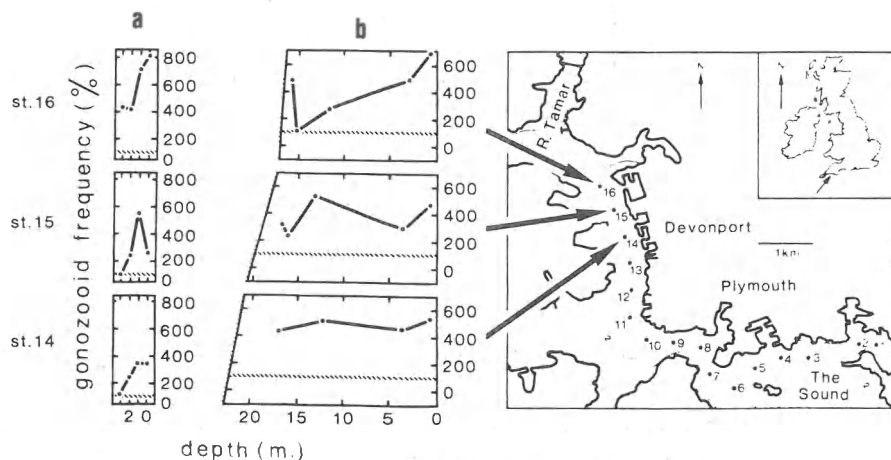 a
b
gonozooid frequency (%)
st.16
st.15
st.14
800
600
400
200
0
800
600
400
200
0
800
600
400
200
0
2 0
600
400
200
0
600
400
200
0
600
400
200
0
20 15 10 5 0
depth (m.)
N
N
R. Tamar
16
15
14
13
12
11
10
9
8
7
6
5
4
3
2
Devonport
1km
Plymouth
The
Sound